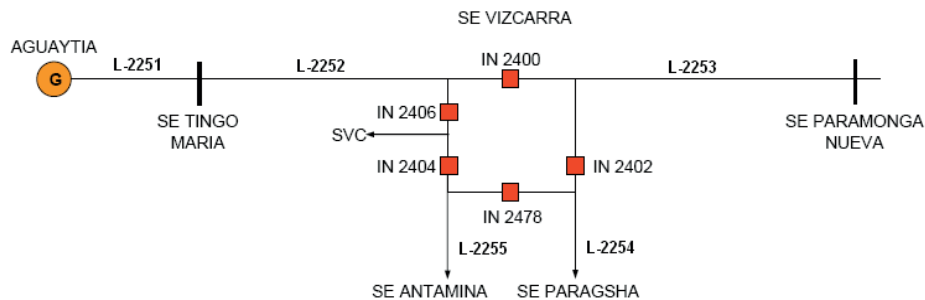 SE VIZCARRA
AGUAYTIA
L-2251
L-2252
IN 2400
L-2253
G
IN 2406
SE TINGO
MARIA
SVC
SE PARAMONGA
NUEVA
IN 2404
IN 2402
IN 2478
L-2255
L-2254
SE ANTAMINA
SE PARAGSHA